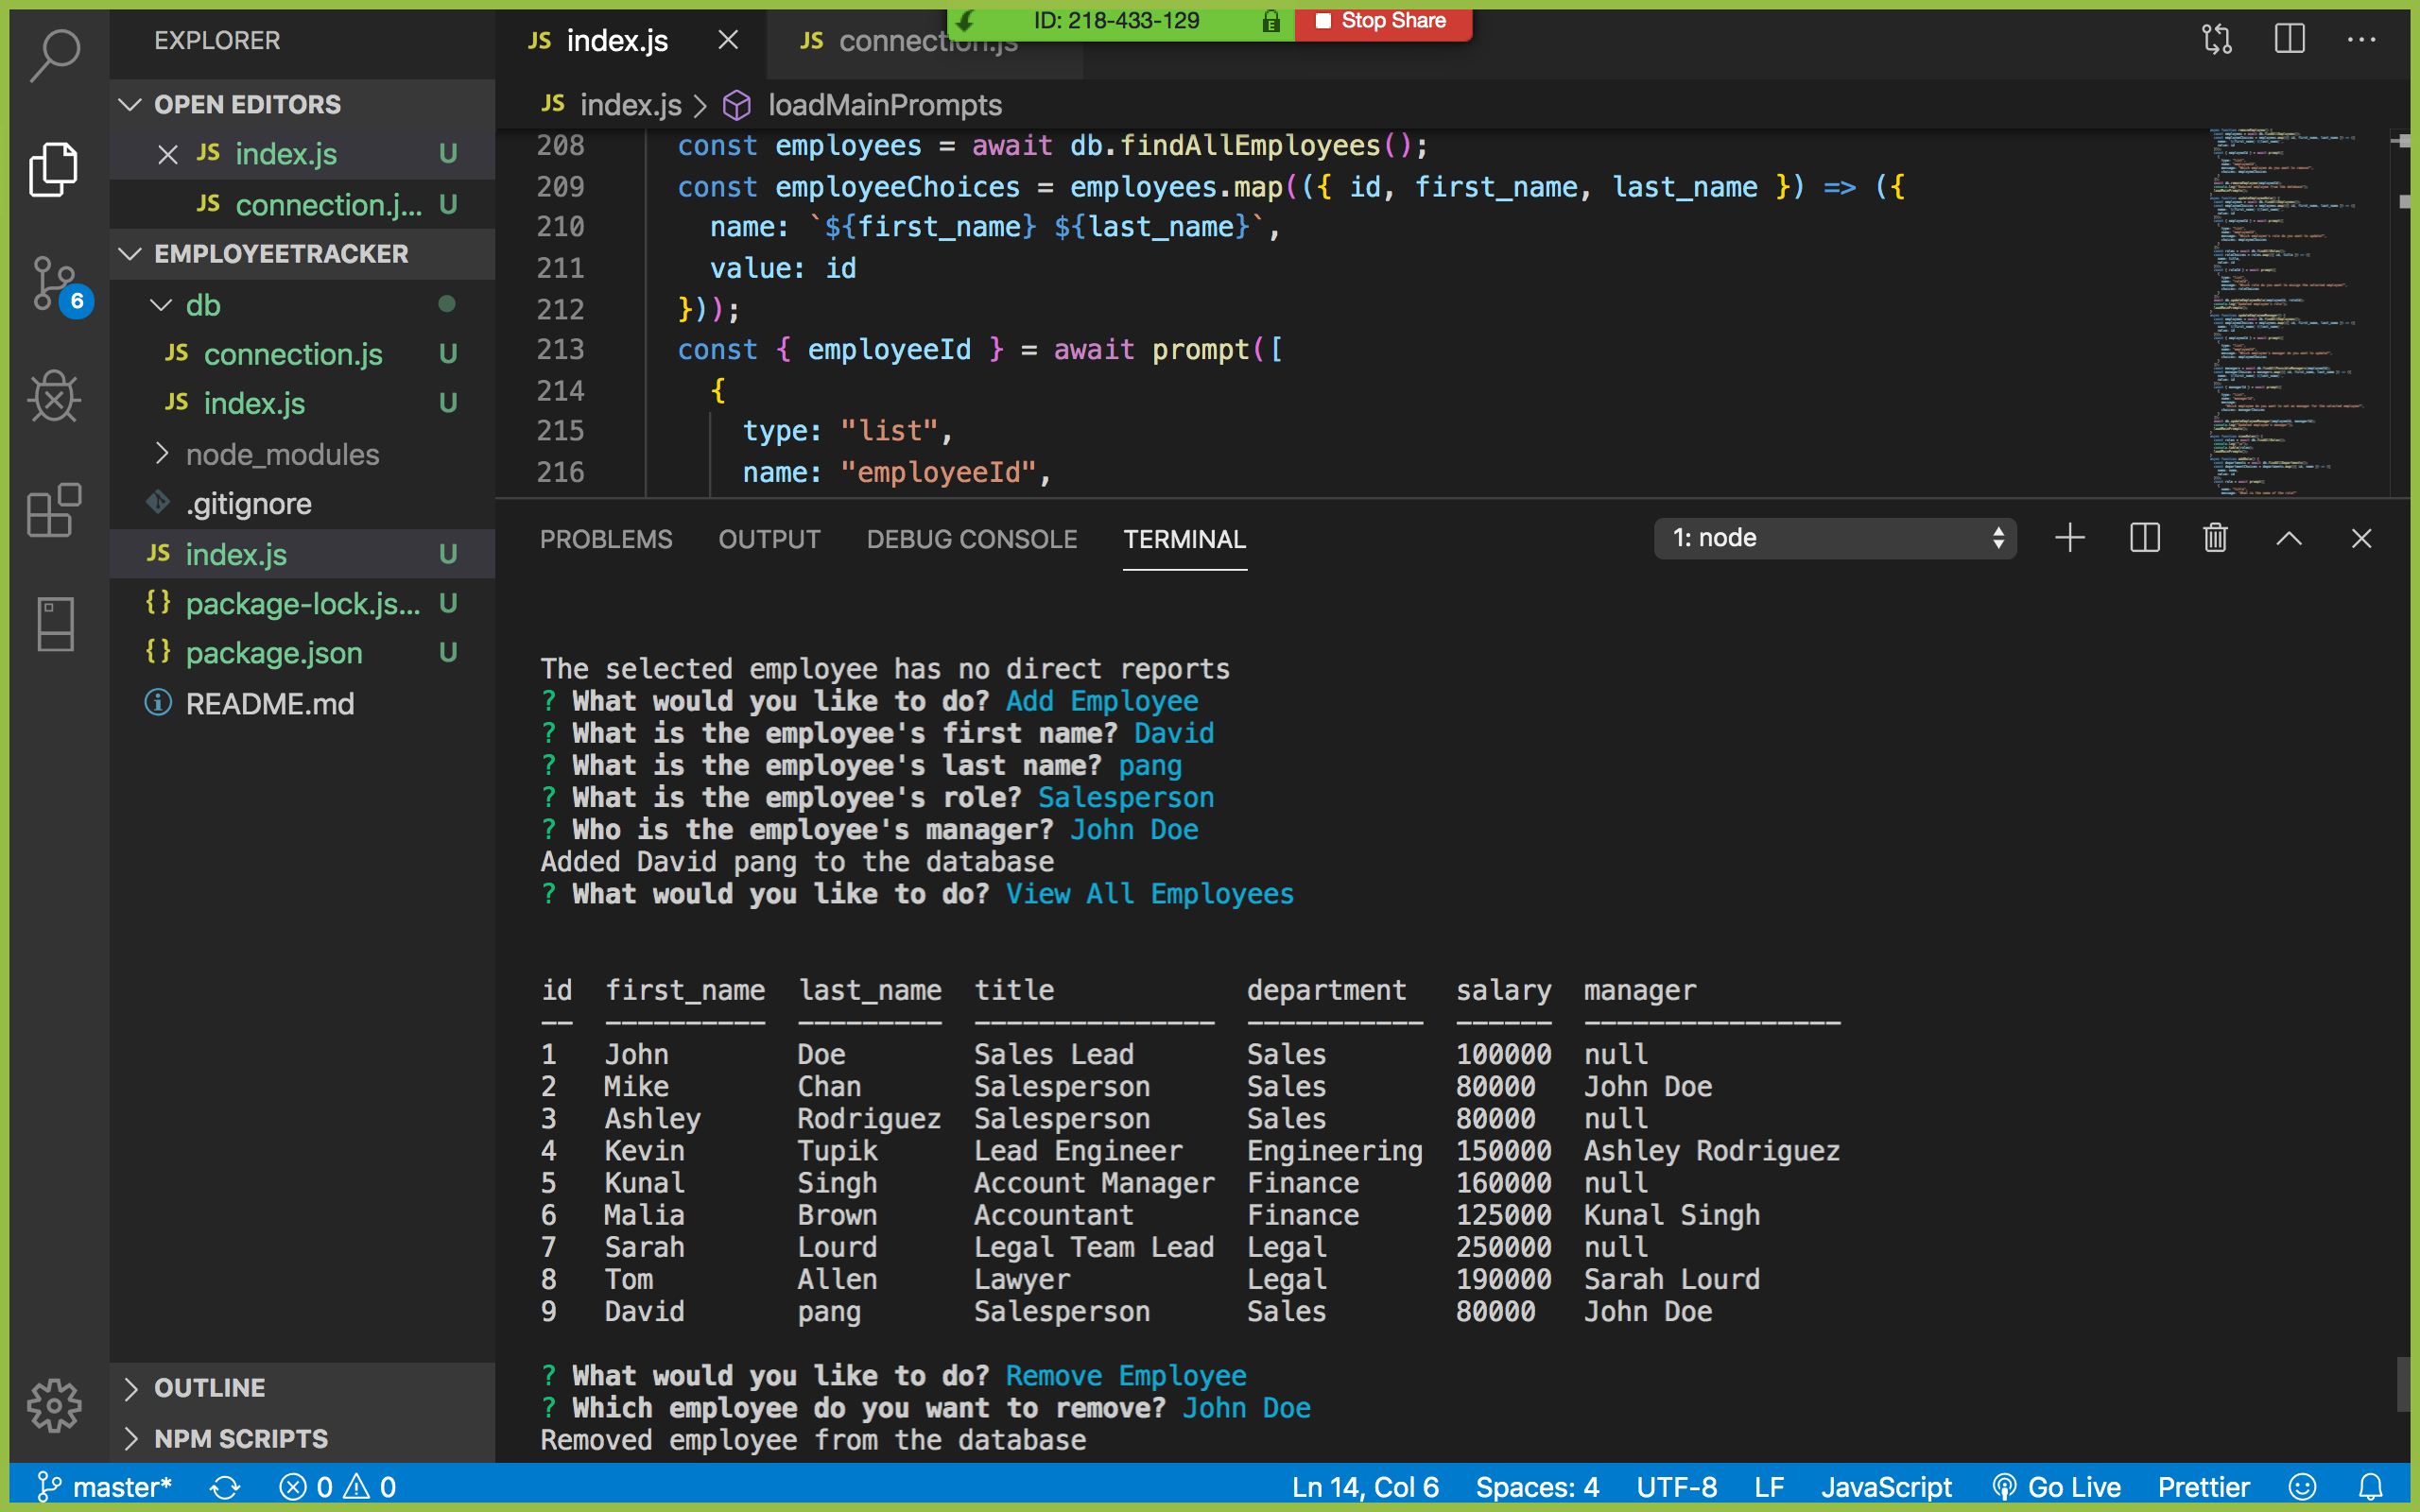 ID: 218-433-129 Stop Share
EXPLORER
OPEN EDITORS
JS index.js U
JS connection.j... U
EMPLOYEETRACKER
db
JS connection.js U
JS index.js U
node_modules
.gitignore
JS index.js U
{} package-lock.js... U
{} package.json U
README.md
OUTLINE
NPM SCRIPTS
6
JS index.js JS connection.js
JS index.js > loadMainPrompts
208 const employees = await db.findAllEmployees();
209 const employeeChoices = employees.map(({ id, first_name, last_name }) => ({
210 name: `${first_name} ${last_name}`,
211 value: id
212 }));
213 const { employeeId } = await prompt([
214 {
215 type: "list",
216 name: "employeeId",
PROBLEMS OUTPUT DEBUG CONSOLE TERMINAL 1: node
The selected employee has no direct reports
? What would you like to do? Add Employee
? What is the employee's first name? David
? What is the employee's last name? pang
? What is the employee's role? Salesperson
? Who is the employee's manager? John Doe
Added David pang to the database
? What would you like to do? View All Employees
id first_name last_name title department salary manager
-- ---------- --------- --------------- ----------- ------ ----------------
1 John Doe Sales Lead Sales 100000 null
2 Mike Chan Salesperson Sales 80000 John Doe
3 Ashley Rodriguez Salesperson Sales 80000 null
4 Kevin Tupik Lead Engineer Engineering 150000 Ashley Rodriguez
5 Kunal Singh Account Manager Finance 160000 null
6 Malia Brown Accountant Finance 125000 Kunal Singh
7 Sarah Lourd Legal Team Lead Legal 250000 null
8 Tom Allen Lawyer Legal 190000 Sarah Lourd
9 David pang Salesperson Sales 80000 John Doe
? What would you like to do? Remove Employee
? Which employee do you want to remove? John Doe
Removed employee from the database
master* 0 0 Ln 14, Col 6 Spaces: 4 UTF-8 LF JavaScript Go Live Prettier